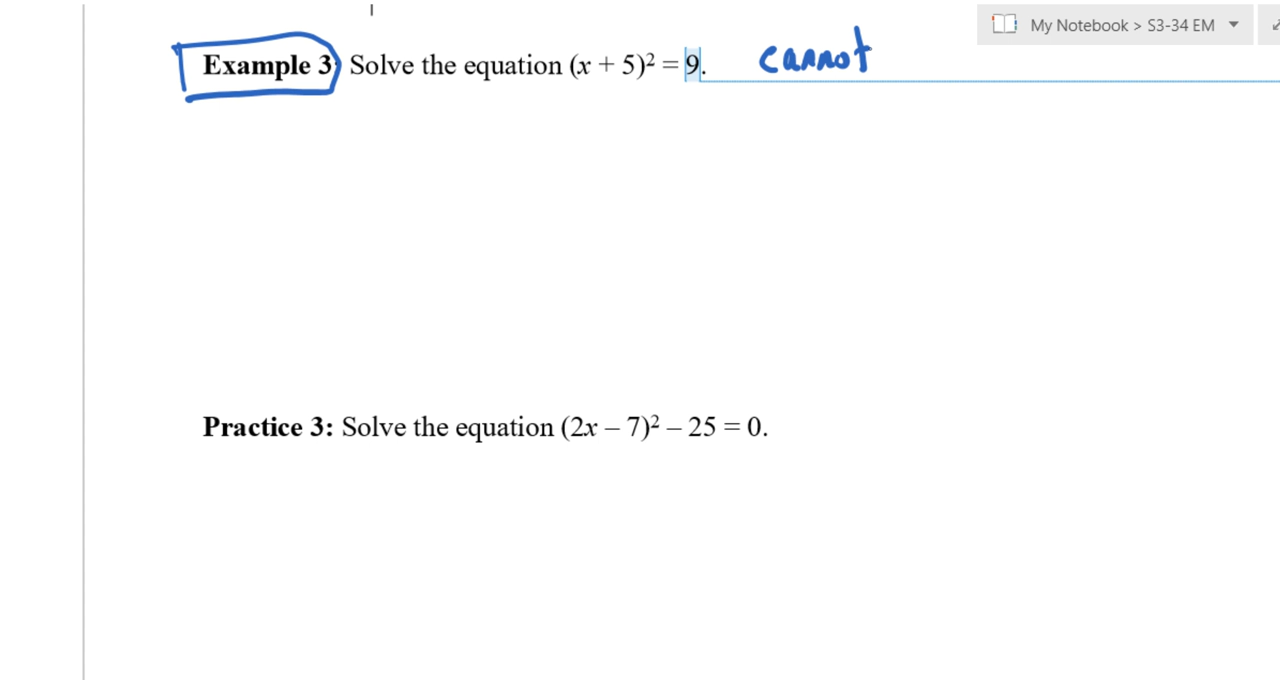 My Notebook > S3-34 EM
Example 3: Solve the equation (x + 5)² = 9. cannot
Practice 3: Solve the equation (2x – 7)² – 25 = 0.